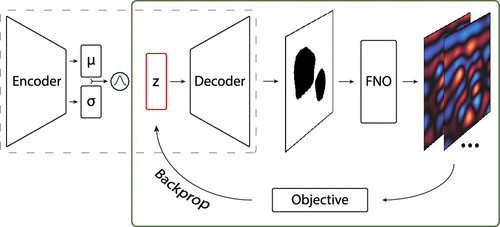 Encoder
μ
σ
z
Decoder
FNO
...
Backprop
Objective